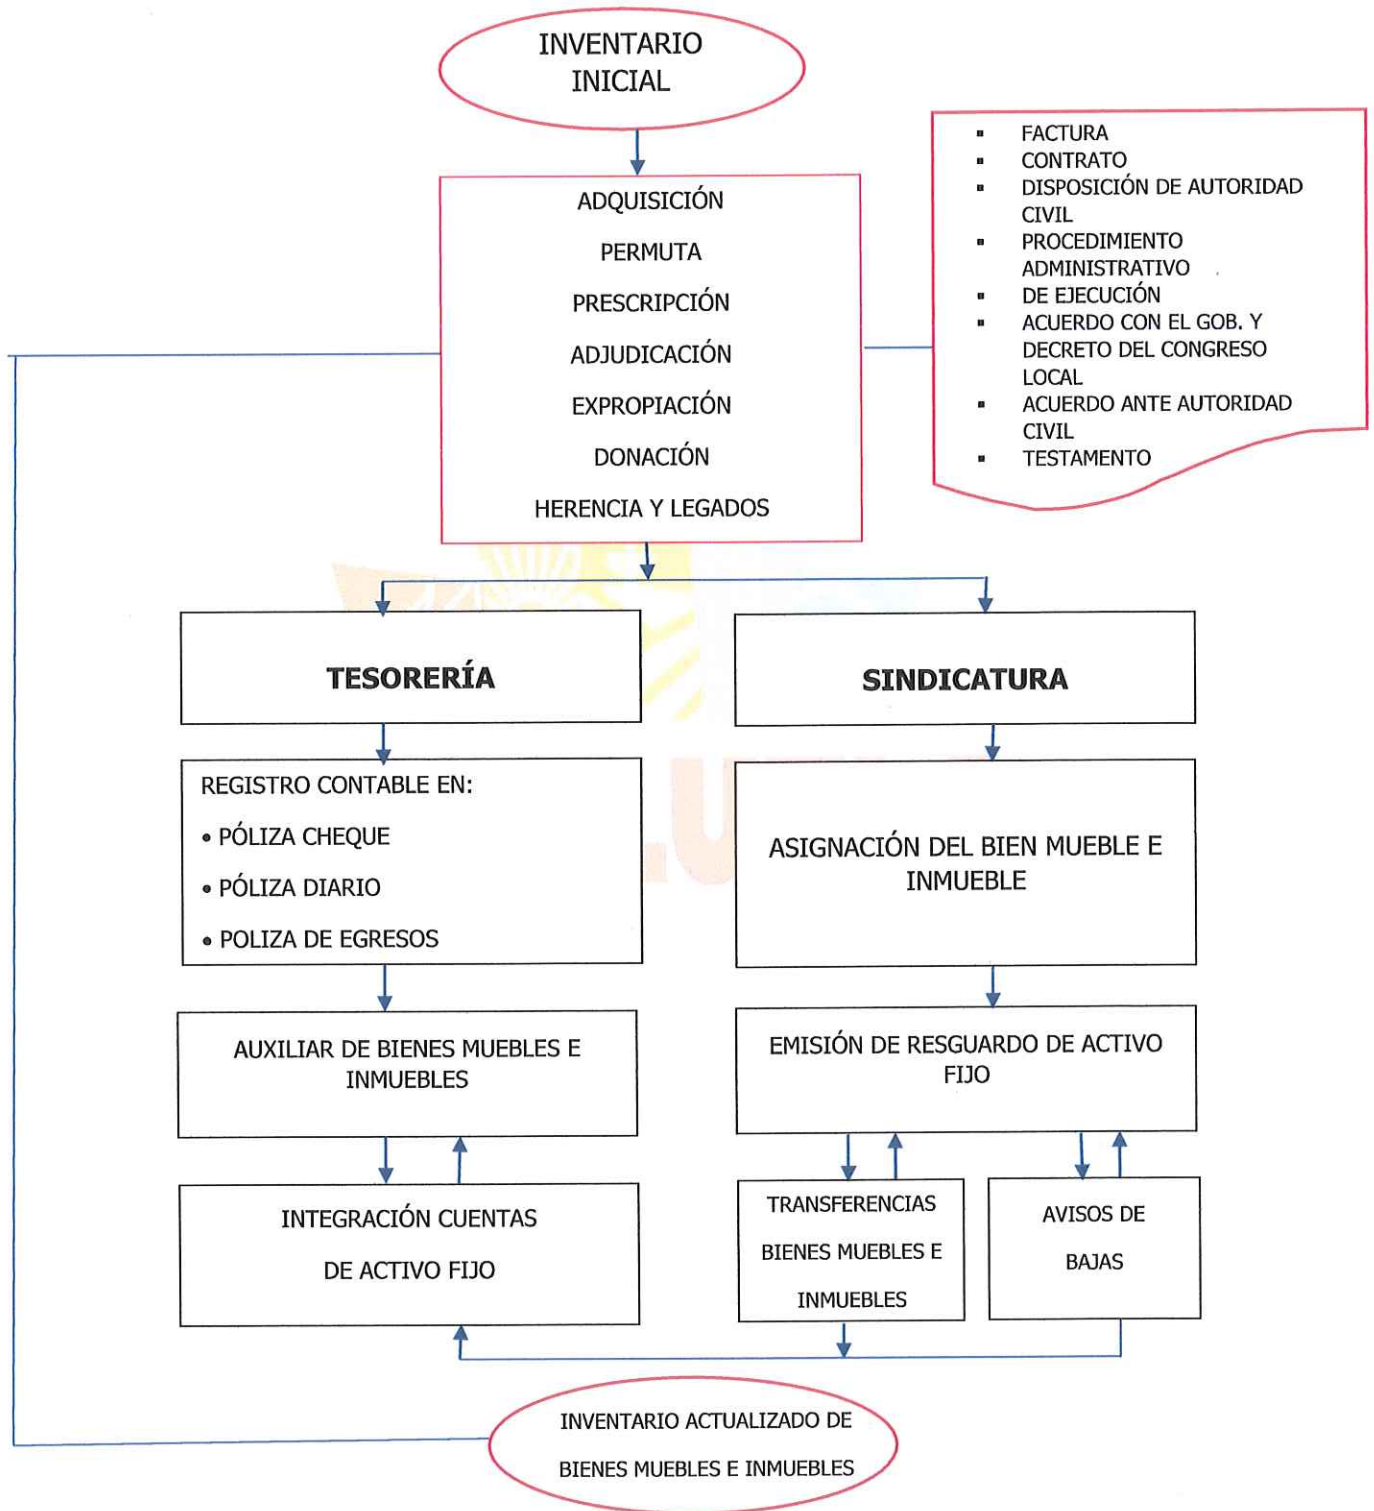 INVENTARIO
INICIAL
ADQUISICIÓN
PERMUTA
PRESCRIPCIÓN
ADJUDICACIÓN
EXPROPIACIÓN
DONACIÓN
HERENCIA Y LEGADOS
▪ FACTURA
▪ CONTRATO
▪ DISPOSICIÓN DE AUTORIDAD
CIVIL
▪ PROCEDIMIENTO
ADMINISTRATIVO
▪ DE EJECUCIÓN
▪ ACUERDO CON EL GOB. Y
DECRETO DEL CONGRESO
LOCAL
▪ ACUERDO ANTE AUTORIDAD
CIVIL
▪ TESTAMENTO
TESORERÍA
SINDICATURA
REGISTRO CONTABLE EN:
• PÓLIZA CHEQUE
• PÓLIZA DIARIO
• POLIZA DE EGRESOS
ASIGNACIÓN DEL BIEN MUEBLE E
INMUEBLE
AUXILIAR DE BIENES MUEBLES E
INMUEBLES
EMISIÓN DE RESGUARDO DE ACTIVO
FIJO
INTEGRACIÓN CUENTAS
DE ACTIVO FIJO
TRANSFERENCIAS
BIENES MUEBLES E
INMUEBLES
AVISOS DE
BAJAS
INVENTARIO ACTUALIZADO DE
BIENES MUEBLES E INMUEBLES